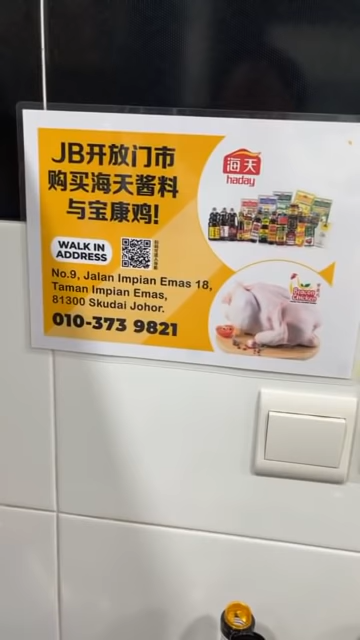 JB开放门市
购买海天酱料
与宝康鸡!
WALK IN
ADDRESS
No.9, Jalan Impian Emas 18,
Taman Impian Emas,
81300 Skudai Johor.
010-373 9821
海天
haday